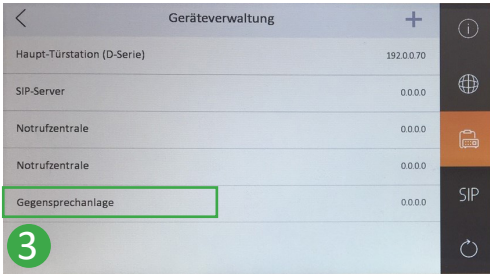 Geräteverwaltung
Haupt-Türstation (D-Serie) 192.0.0.70
SIP-Server 0.0.0.0
Notrufzentrale 0.0.0.0
Notrufzentrale 0.0.0.0
Gegensprechanlage 0.0.0.0
SIP
3